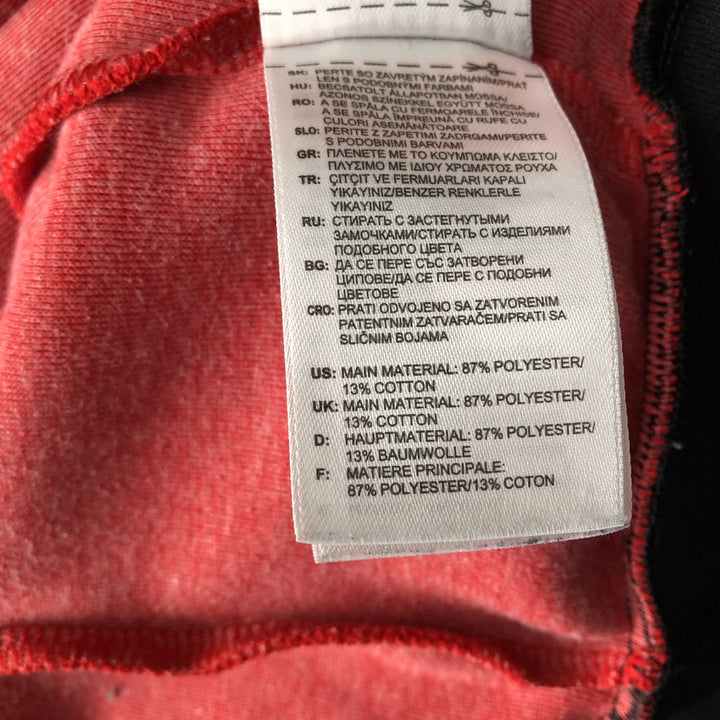 SK: PERTE SO ZAVRETÝM ZAPÍNANÍM/PRAŤ
LEN S PODOBNÝMI FARBAMI
HU: BECSATOLT ÁLLAPOTBAN MOSSA/
AZONOS SZÍNEKKEL EGYÜTT MOSSA
RO: A SE SPĂLA CU FERMOARELE ÎNCHISE/
A SE SPĂLA ÎMPREUNĂ CU RUFE CU
CULORI ASEMĂNĂTOARE
SLO: PERITE Z ZAPETIMI ZADRGAMI/PERITE
S PODOBNIMI BARVAMI
GR: ΠΛΕΝΕΤΕ ΜΕ ΤΟ ΚΟΥΜΠΩΜΑ ΚΛΕΙΣΤΟ/
ΠΛΥΣΙΜΟ ΜΕ ΙΔΙΟΥ ΧΡΩΜΑΤΟΣ ΡΟΥΧΑ
TR: ÇITÇIT VE FERMUARLARI KAPALI
YIKAYINIZ/BENZER RENKLERLE
YIKAYINIZ
RU: СТИРАТЬ С ЗАСТЕГНУТЫМИ
ЗАМОЧКАМИ/СТИРАТЬ С ИЗДЕЛИЯМИ
ПОДОБНОГО ЦВЕТА
BG: ДА СЕ ПЕРЕ СЪС ЗАТВОРЕНИ
ЦИПОВЕ/ДА СЕ ПЕРЕ С ПОДОБНИ
ЦВЕТОВЕ
CRO: PRATI ODVOJENO SA ZATVORENIM
PATENTNIM ZATVARAČEM/PRATI SA
SLIČNIM BOJAMA
US: MAIN MATERIAL: 87% POLYESTER/
13% COTTON
UK: MAIN MATERIAL: 87% POLYESTER/
13% COTTON
D: HAUPTMATERIAL: 87% POLYESTER/
13% BAUMWOLLE
F: MATIERE PRINCIPALE:
87% POLYESTER/13% COTON